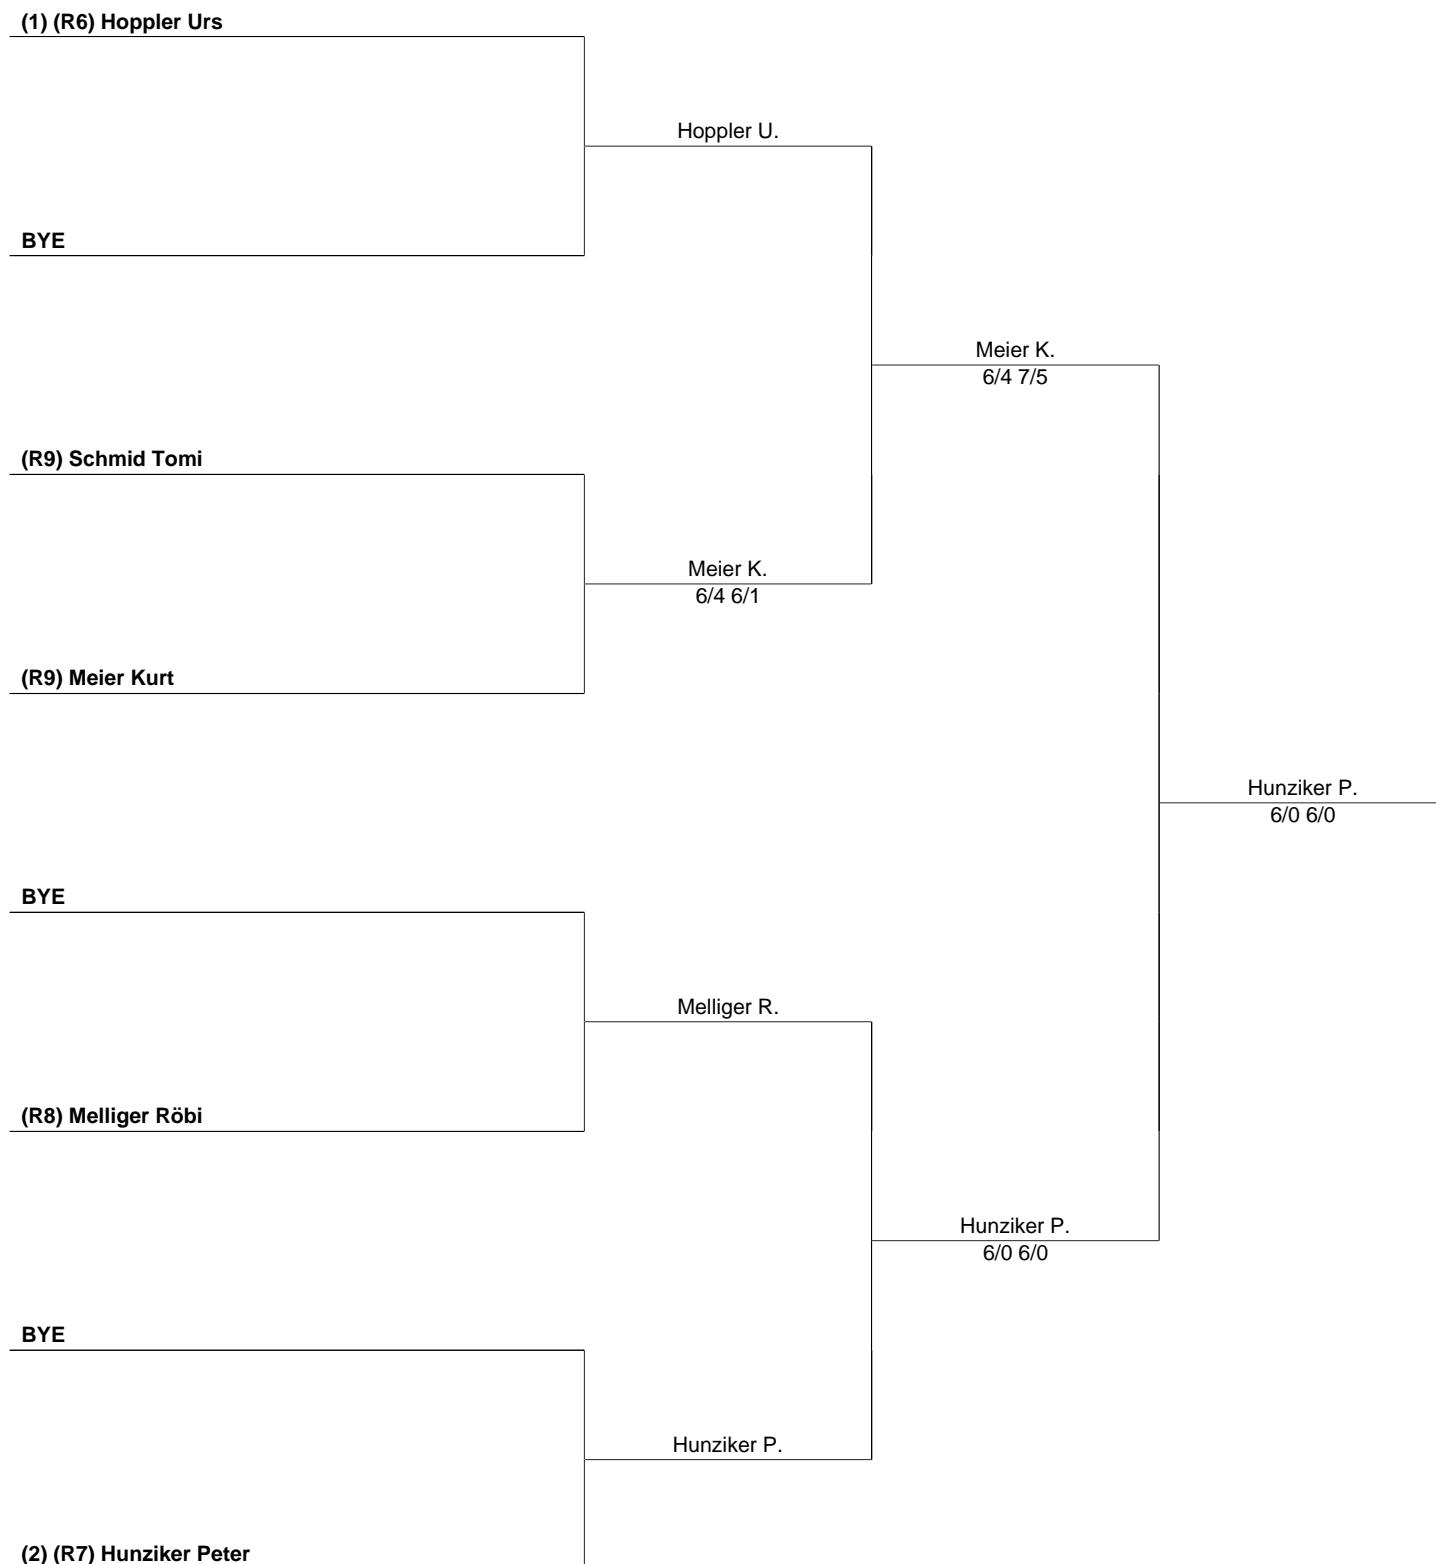 (1) (R6) Hoppler Urs
Hoppler U.
BYE
Meier K.
6/4 7/5
(R9) Schmid Tomi
Meier K.
6/4 6/1
(R9) Meier Kurt
Hunziker P.
6/0 6/0
BYE
Melliger R.
(R8) Melliger Röbi
Hunziker P.
6/0 6/0
BYE
Hunziker P.
(2) (R7) Hunziker Peter